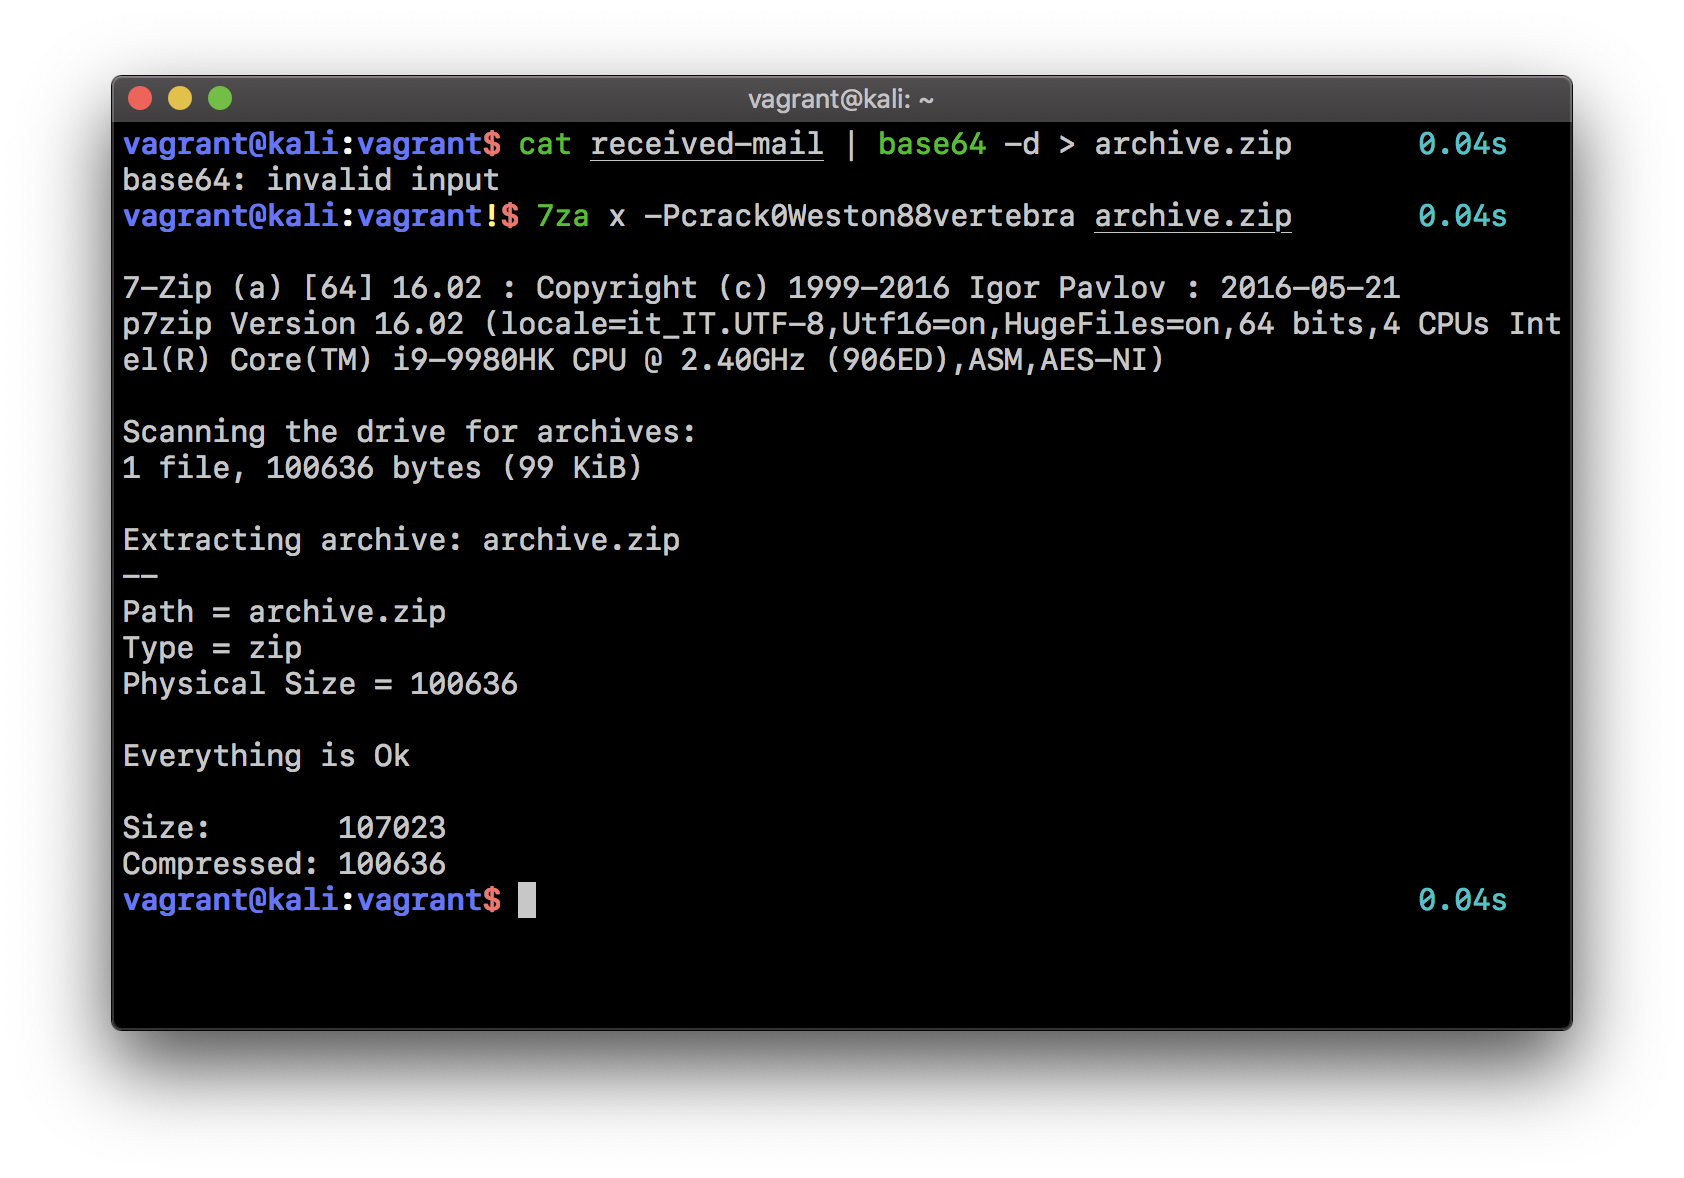 vagrant@kali: ~
vagrant@kali:vagrant$ cat received-mail | base64 -d > archive.zip 0.04s
base64: invalid input
vagrant@kali:vagrant!$ 7za x -Pcrack0Weston88vertebra archive.zip 0.04s
7-Zip (a) [64] 16.02 : Copyright (c) 1999-2016 Igor Pavlov : 2016-05-21
p7zip Version 16.02 (locale=it_IT.UTF-8,Utf16=on,HugeFiles=on,64 bits,4 CPUs Int
el(R) Core(TM) i9-9980HK CPU @ 2.40GHz (906ED),ASM,AES-NI)
Scanning the drive for archives:
1 file, 100636 bytes (99 KiB)
Extracting archive: archive.zip
--
Path = archive.zip
Type = zip
Physical Size = 100636
Everything is Ok
Size:       107023
Compressed: 100636
vagrant@kali:vagrant$ 0.04s